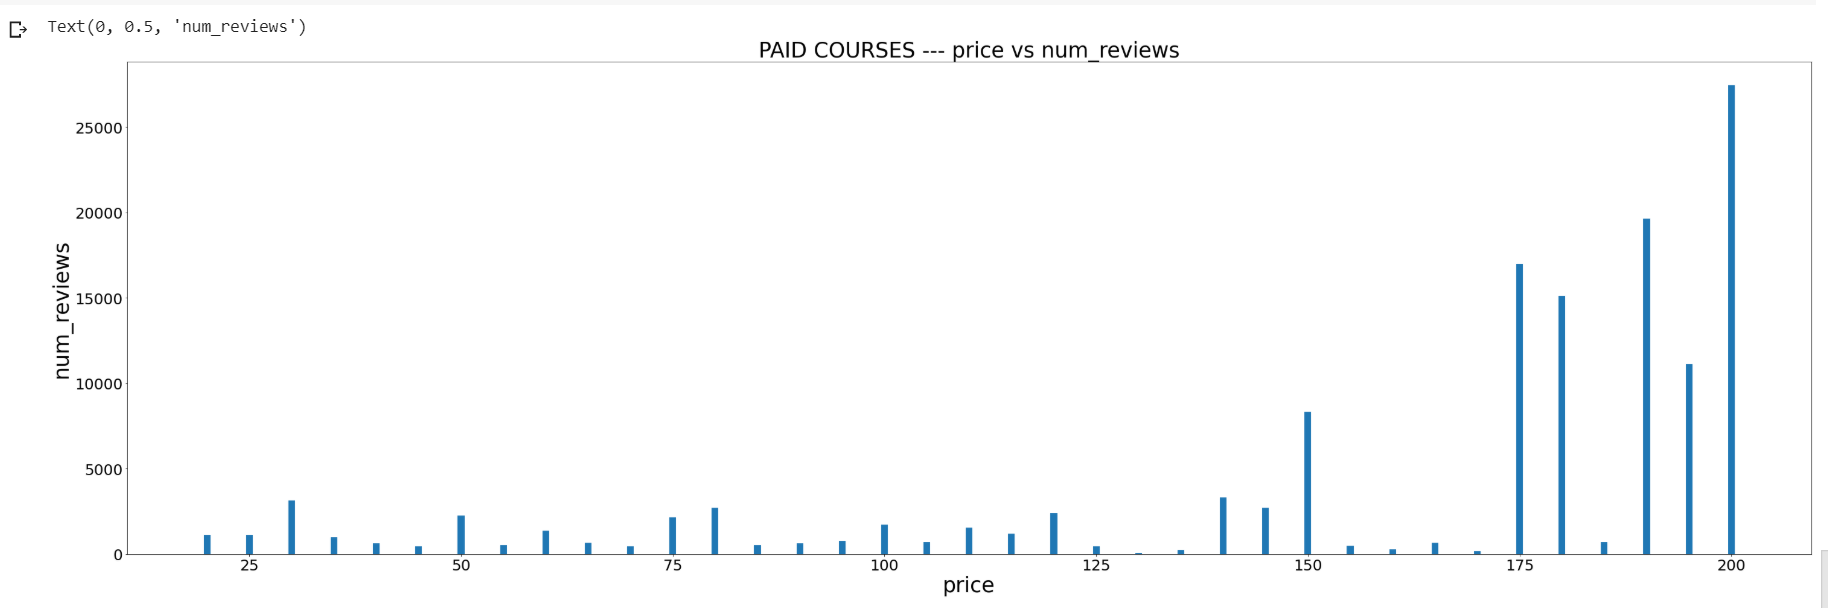 Text(0, 0.5, 'num_reviews')
PAID COURSES --- price vs num_reviews
num_reviews
25000
20000
15000
10000
5000
0
25 50 75 100 125 150 175 200
price